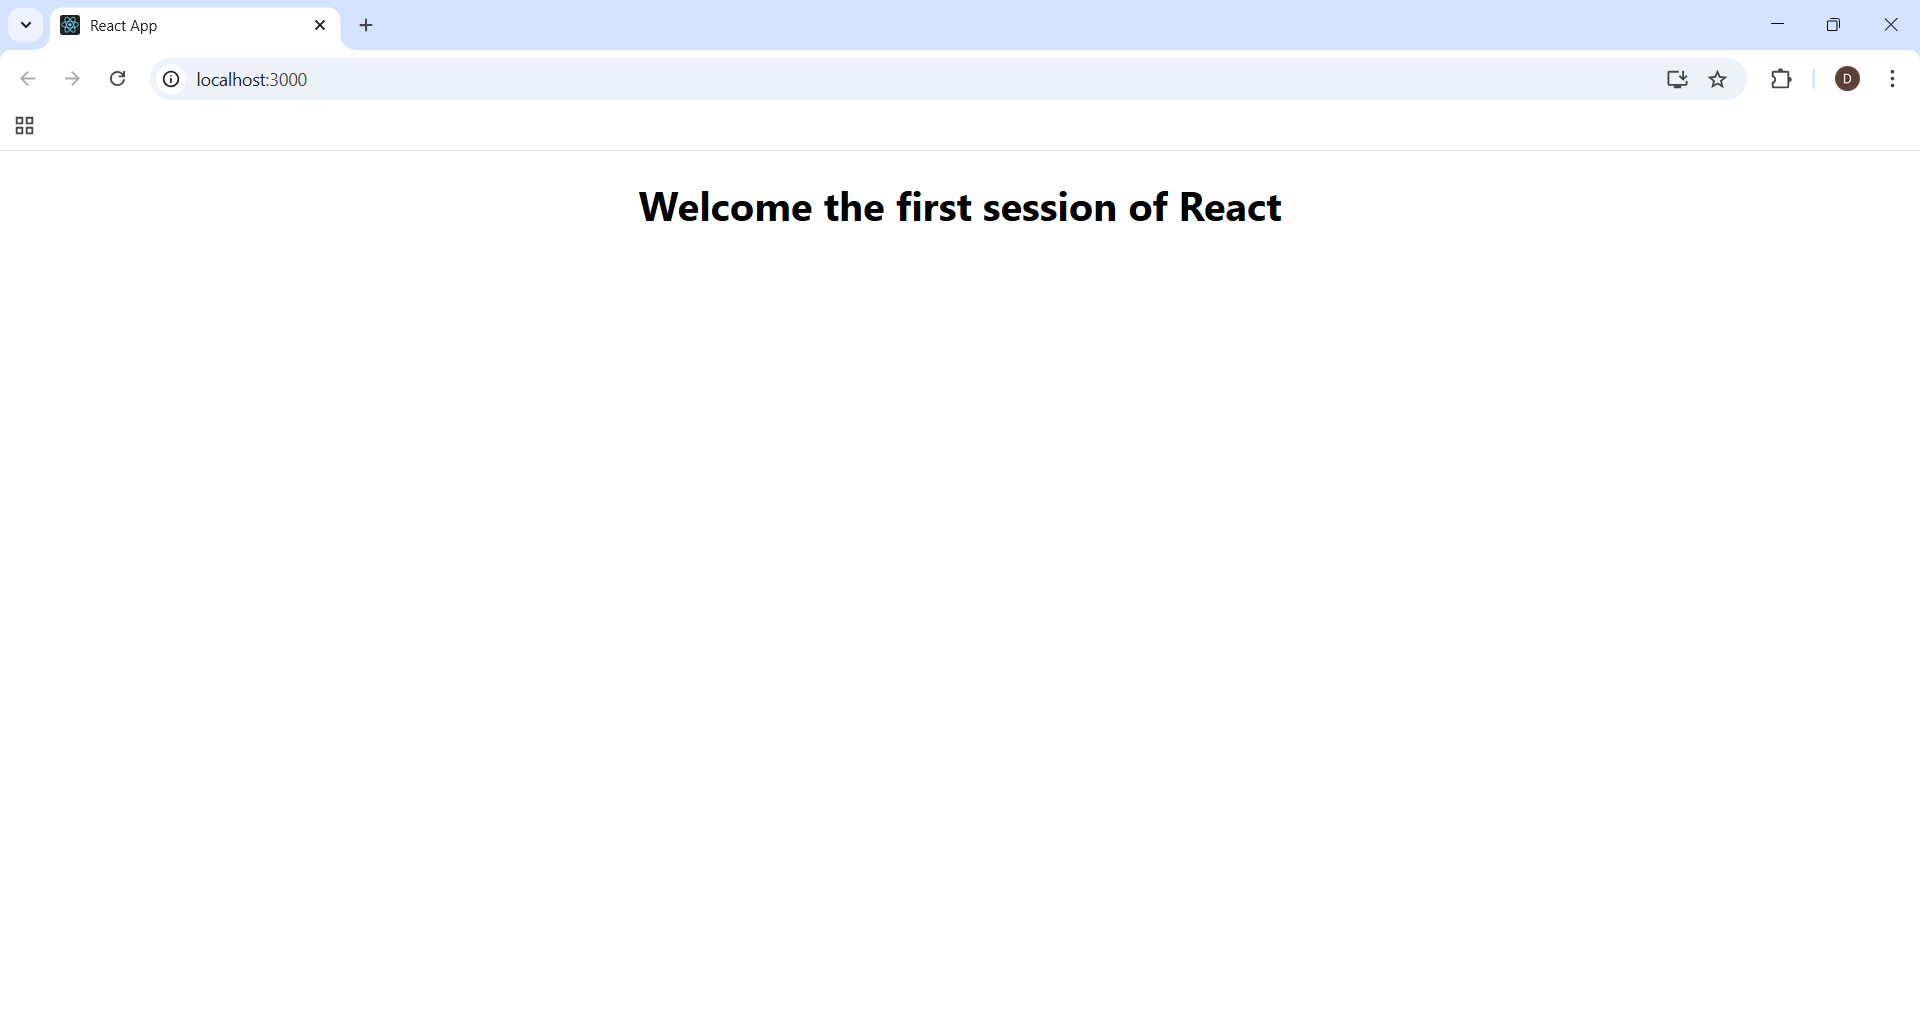 React App
localhost:3000
D
Welcome the first session of React